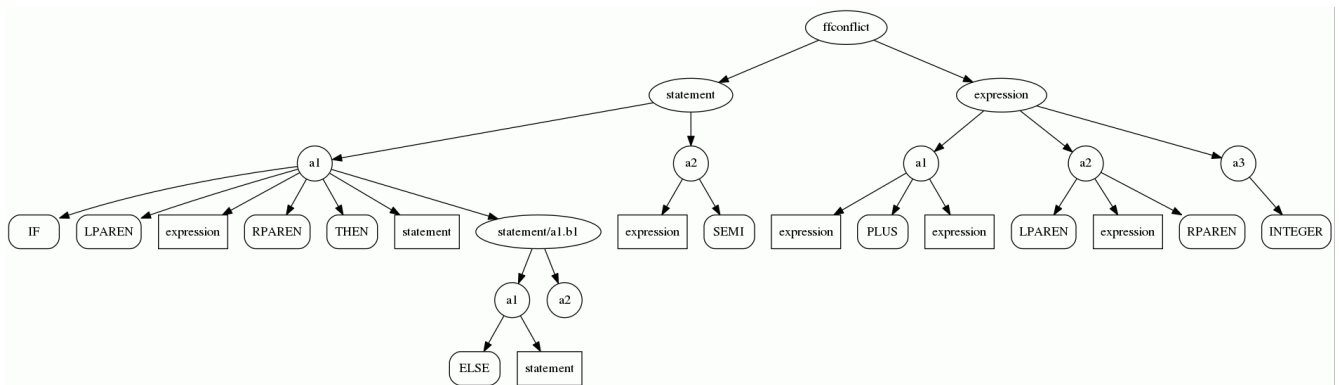 ffconflict
statement expression
a1 a2 a1 a2 a3
IF LPAREN expression RPAREN THEN statement statement/a1.b1 expression SEMI expression PLUS expression LPAREN expression RPAREN INTEGER
a1 a2
ELSE statement